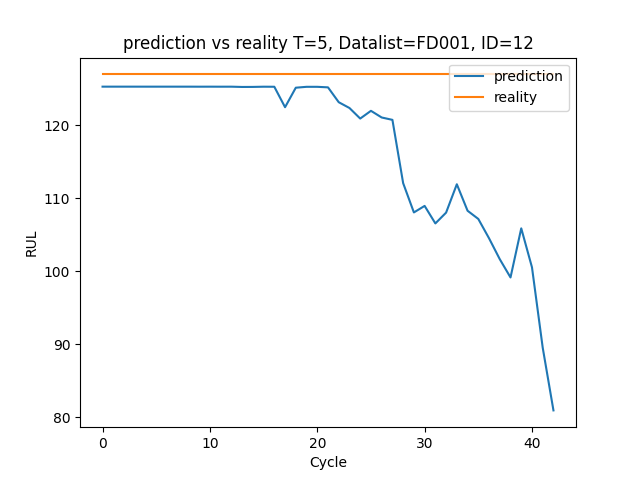 prediction vs reality T=5, Datalist=FD001, ID=12
prediction
reality
120
110
100
90
80
RUL
0 10 20 30 40
Cycle